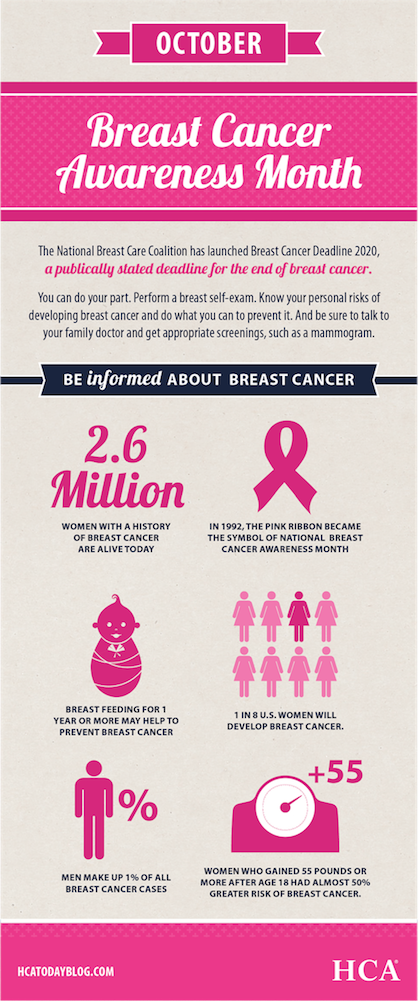 OCTOBER
Breast Cancer
Awareness Month
The National Breast Care Coalition has launched Breast Cancer Deadline 2020,
a publically stated deadline for the end of breast cancer.
You can do your part. Perform a breast self-exam. Know your personal risks of
developing breast cancer and do what you can to prevent it. And be sure to talk to
your family doctor and get appropriate screenings, such as a mammogram.
BE informed ABOUT BREAST CANCER
2.6
Million
WOMEN WITH A HISTORY
OF BREAST CANCER
ARE ALIVE TODAY
IN 1992, THE PINK RIBBON BECAME
THE SYMBOL OF NATIONAL BREAST
CANCER AWARENESS MONTH
BREAST FEEDING FOR 1
YEAR OR MORE MAY HELP TO
PREVENT BREAST CANCER
1 IN 8 U.S. WOMEN WILL
DEVELOP BREAST CANCER.
%
MEN MAKE UP 1% OF ALL
BREAST CANCER CASES
+55
WOMEN WHO GAINED 55 POUNDS OR
MORE AFTER AGE 18 HAD ALMOST 50%
GREATER RISK OF BREAST CANCER.
HCATODAYBLOG.COM
HCA®